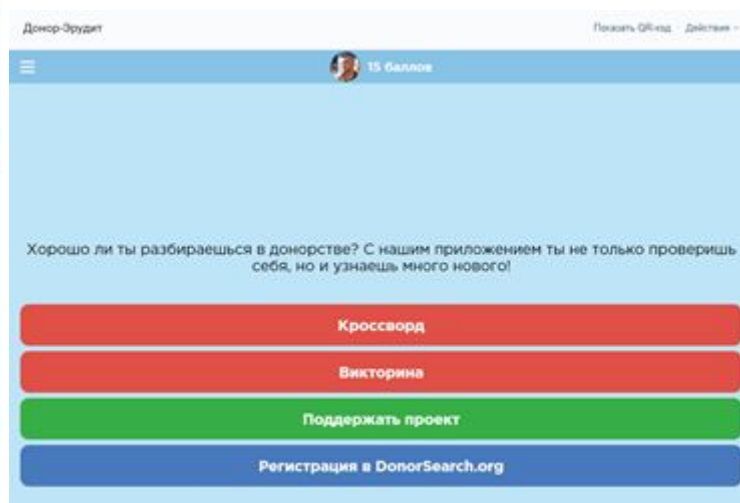 Донор-Эрудит
Показать QR-код Действия
15 баллов
Хорошо ли ты разбираешься в донорстве? С нашим приложением ты не только проверишь
себя, но и узнаешь много нового!
Кроссворд
Викторина
Поддержать проект
Регистрация в DonorSearch.org